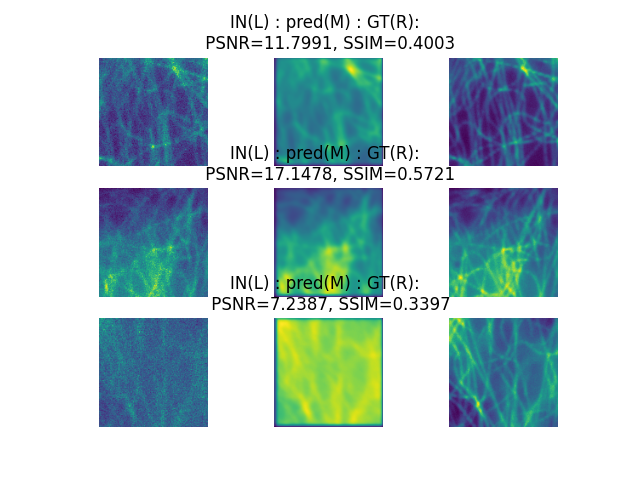 IN(L) : pred(M) : GT(R):
PSNR=11.7991, SSIM=0.4003
IN(L) : pred(M) : GT(R):
PSNR=17.1478, SSIM=0.5721
IN(L) : pred(M) : GT(R):
PSNR=7.2387, SSIM=0.3397